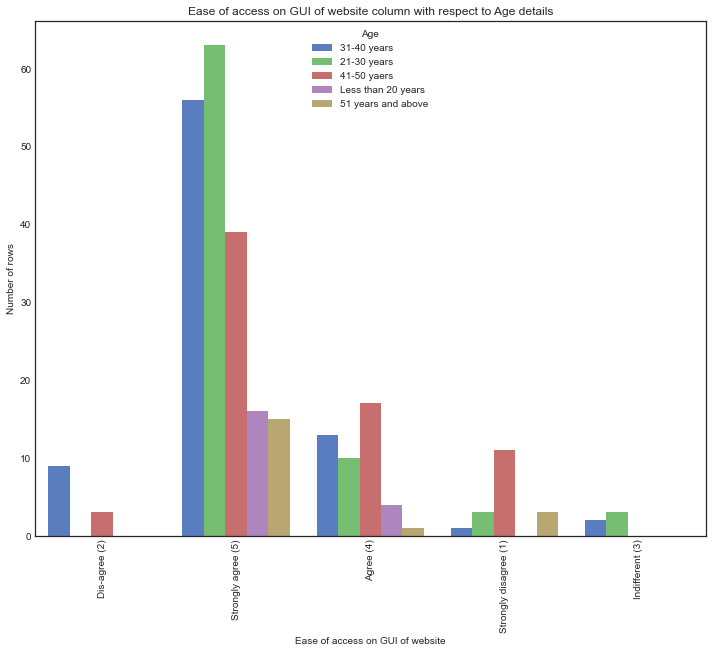 Ease of access on GUI of website column with respect to Age details
Age
31-40 years
21-30 years
41-50 yaers
Less than 20 years
51 years and above
Number of rows
60
50
40
30
20
10
0
Dis-agree (2)
Strongly agree (5)
Agree (4)
Strongly disagree (1)
Indifferent (3)
Ease of access on GUI of website